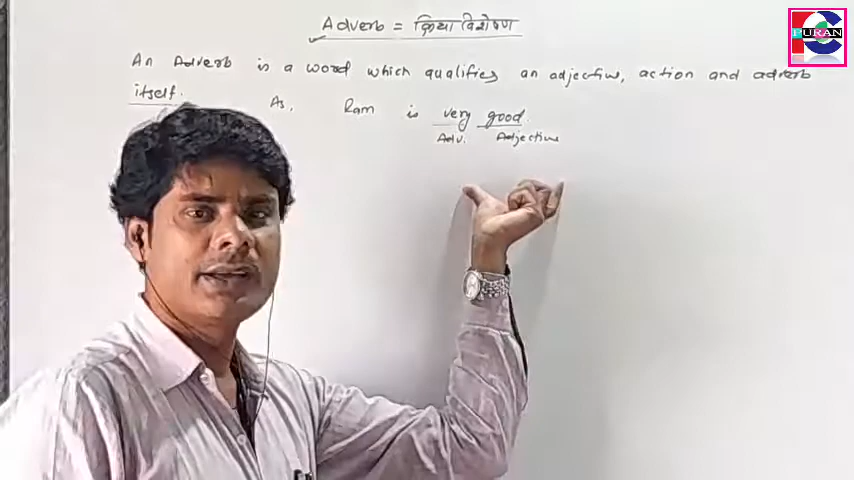 Adverb = क्रिया विशेषण
An Adverb is a word which qualifies an adjective, action and adverb
itself. As, Ram is very good.
Adv. Adjective
PURAN